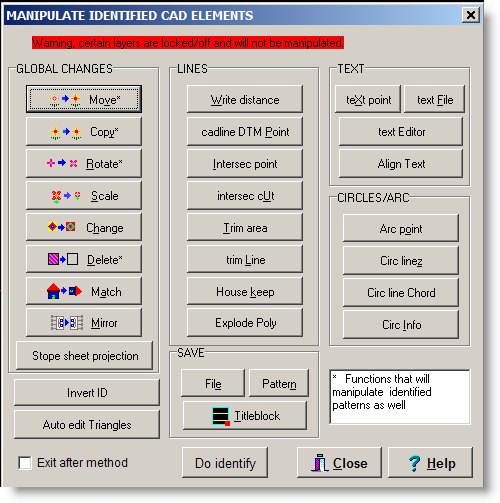 MANIPULATE IDENTIFIED CAD ELEMENTS
Warning, certain layers are locked/off and will not be manipulated.
GLOBAL CHANGES
Move*
Copy*
Rotate*
Scale
Change
Delete*
Match
Mirror
Stope sheet projection
Invert ID
Auto edit Triangles
Exit after method
LINES
Write distance
cadline DTM Point
Intersec point
intersec cUt
Trim area
trim Line
House keep
Explode Poly
SAVE
File
Pattern
Titleblock
Do identify
TEXT
teXt point
text File
text Editor
Align Text
CIRCLES/ARC
Arc point
Circ linez
Circ line Chord
Circ Info
* Functions that will
manipulate identified
patterns as well
Close
? Help